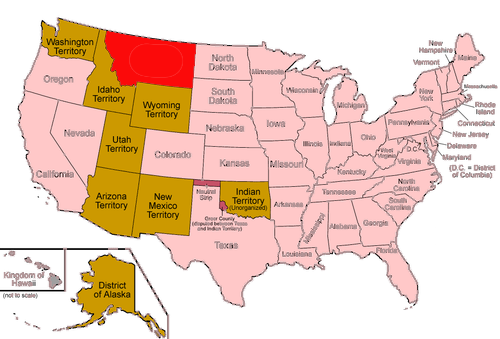 Washington
Territory
Oregon
Idaho
Territory
Wyoming
Territory
Nevada
Utah
Territory
California
Colorado
Arizona
Territory
New
Mexico
Territory
North
Dakota
South
Dakota
Nebraska
Kansas
Neutral
Strip
Indian
Territory
(Unorganized)
Greer County
(disputed between Texas
and Indian Territory)
Texas
Minnesota
Iowa
Missouri
Arkansas
Louisiana
Wisconsin
Illinois
Michigan
Indiana
Ohio
Kentucky
Tennessee
Mississippi
Alabama
Georgia
Florida
South
Carolina
North
Carolina
Virginia
West
Virginia
D.C.
Pennsylvania
New
York
Vermont
New
Hampshire
Maine
Massachusetts
Rhode
Island
Connecticut
New Jersey
Delaware
Maryland
(D.C. = District
of Columbia)
Kingdom of
Hawaii
(not to scale)
District
of Alaska